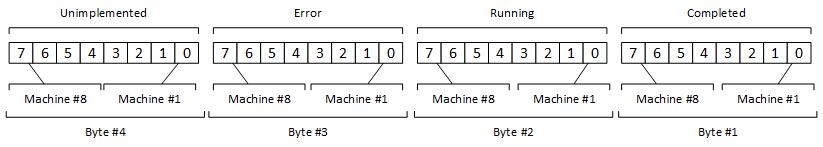 Unimplemented Error Running Completed
7 6 5 4 3 2 1 0 7 6 5 4 3 2 1 0 7 6 5 4 3 2 1 0 7 6 5 4 3 2 1 0
Machine #8 Machine #1 Machine #8 Machine #1 Machine #8 Machine #1 Machine #8 Machine #1
Byte #4 Byte #3 Byte #2 Byte #1